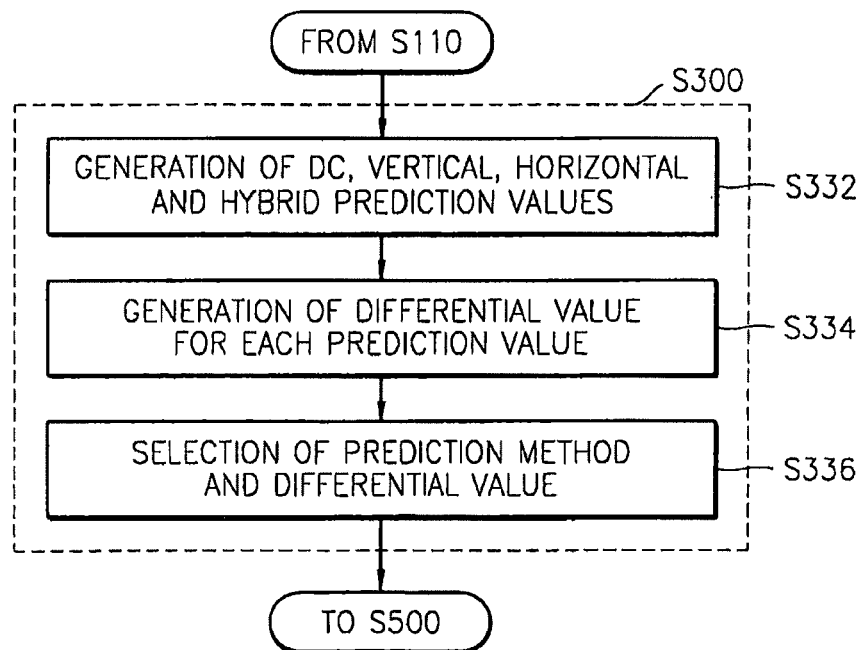 FROM S110
S300
GENERATION OF DC, VERTICAL, HORIZONTAL
AND HYBRID PREDICTION VALUES
S332
GENERATION OF DIFFERENTIAL VALUE
FOR EACH PREDICTION VALUE
S334
SELECTION OF PREDICTION METHOD
AND DIFFERENTIAL VALUE
S336
TO S500